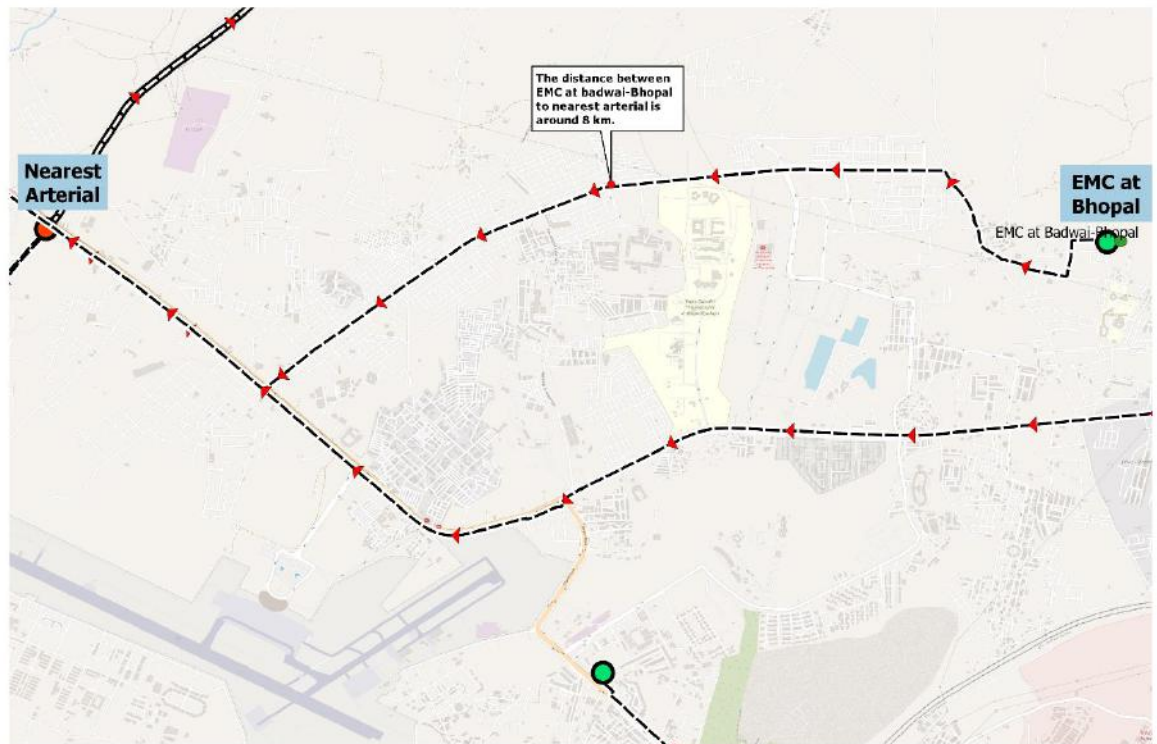 The distance between
EMC at badwai-Bhopal
to nearest arterial is
around 8 km.
Nearest
Arterial
EMC at
Bhopal
EMC at Badwai-Bhopal